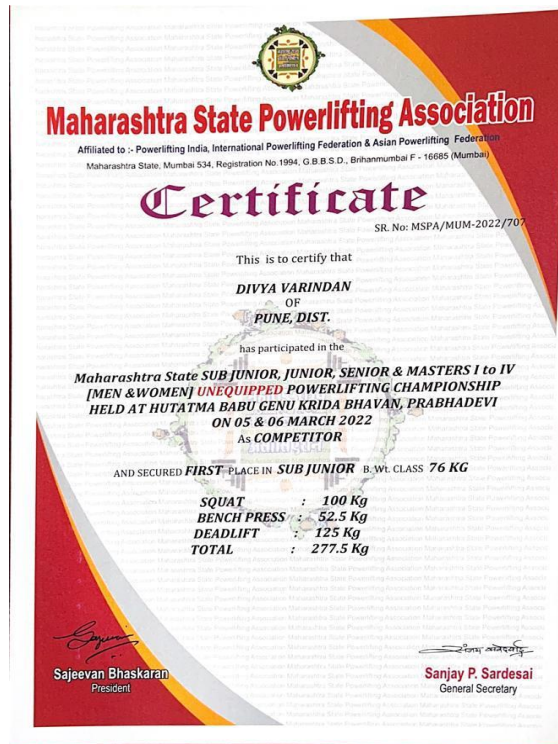 Maharashtra State Powerlifting Association
Affiliated to :- Powerlifting India, International Powerlifting Federation & Asian Powerlifting Federation
Maharashtra State, Mumbai 534, Registration No.1994, G.B.B.S.D., Brihanmumbai F - 16685 (Mumbai)
Certificate
SR. No: MSPA/MUM-2022/707
This is to certify that
DIVYA VARINDAN
OF
PUNE, DIST.
has participated in the
Maharashtra State SUB JUNIOR, JUNIOR, SENIOR & MASTERS I to IV
[MEN &WOMEN] UNEQUIPPED POWERLIFTING CHAMPIONSHIP
HELD AT HUTATMA BABU GENU KRIDA BHAVAN, PRABHADEVI
ON 05 & 06 MARCH 2022
As COMPETITOR
AND SECURED FIRST PLACE IN SUB JUNIOR B. Wt. CLASS 76 KG
SQUAT : 100 Kg
BENCH PRESS : 52.5 Kg
DEADLIFT : 125 Kg
TOTAL : 277.5 Kg
Sajeevan Bhaskaran
President
Sanjay P. Sardesai
General Secretary